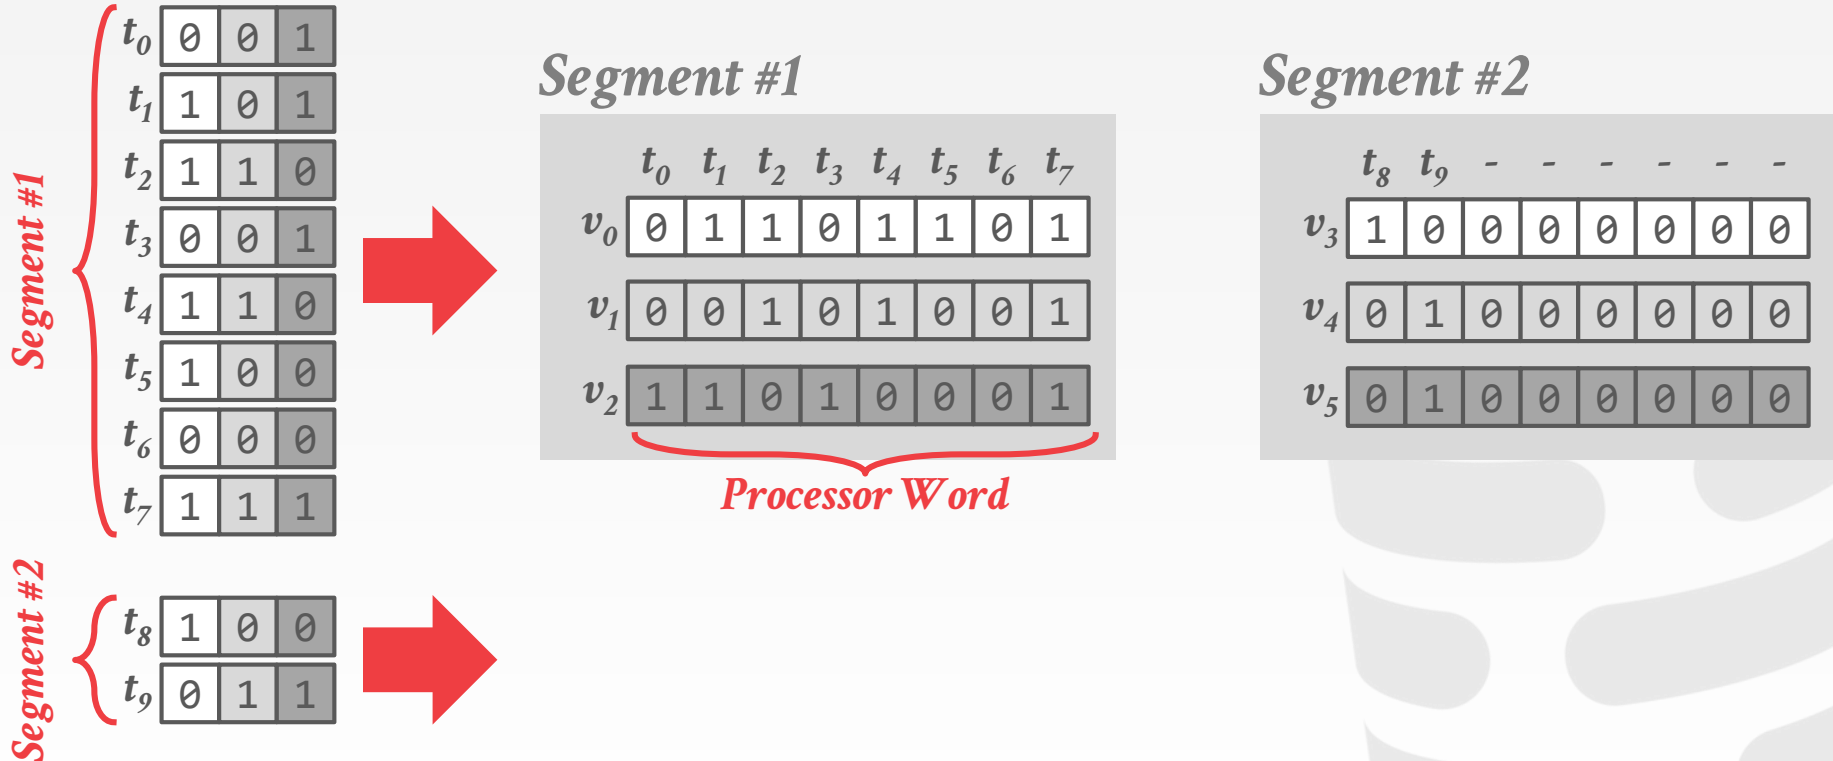 Segment #1
t0 0 0 1
t1 1 0 1
t2 1 1 0
t3 0 0 1
t4 1 1 0
t5 1 0 0
t6 0 0 0
t7 1 1 1
Segment #2
t8 1 0 0
t9 0 1 1
Segment #1
t0 t1 t2 t3 t4 t5 t6 t7
v0 0 1 1 0 1 1 0 1
v1 0 0 1 0 1 0 0 1
v2 1 1 0 1 0 0 0 1
Processor Word
Segment #2
t8 t9 - - - - - -
v3 1 0 0 0 0 0 0 0
v4 0 1 0 0 0 0 0 0
v5 0 1 0 0 0 0 0 0